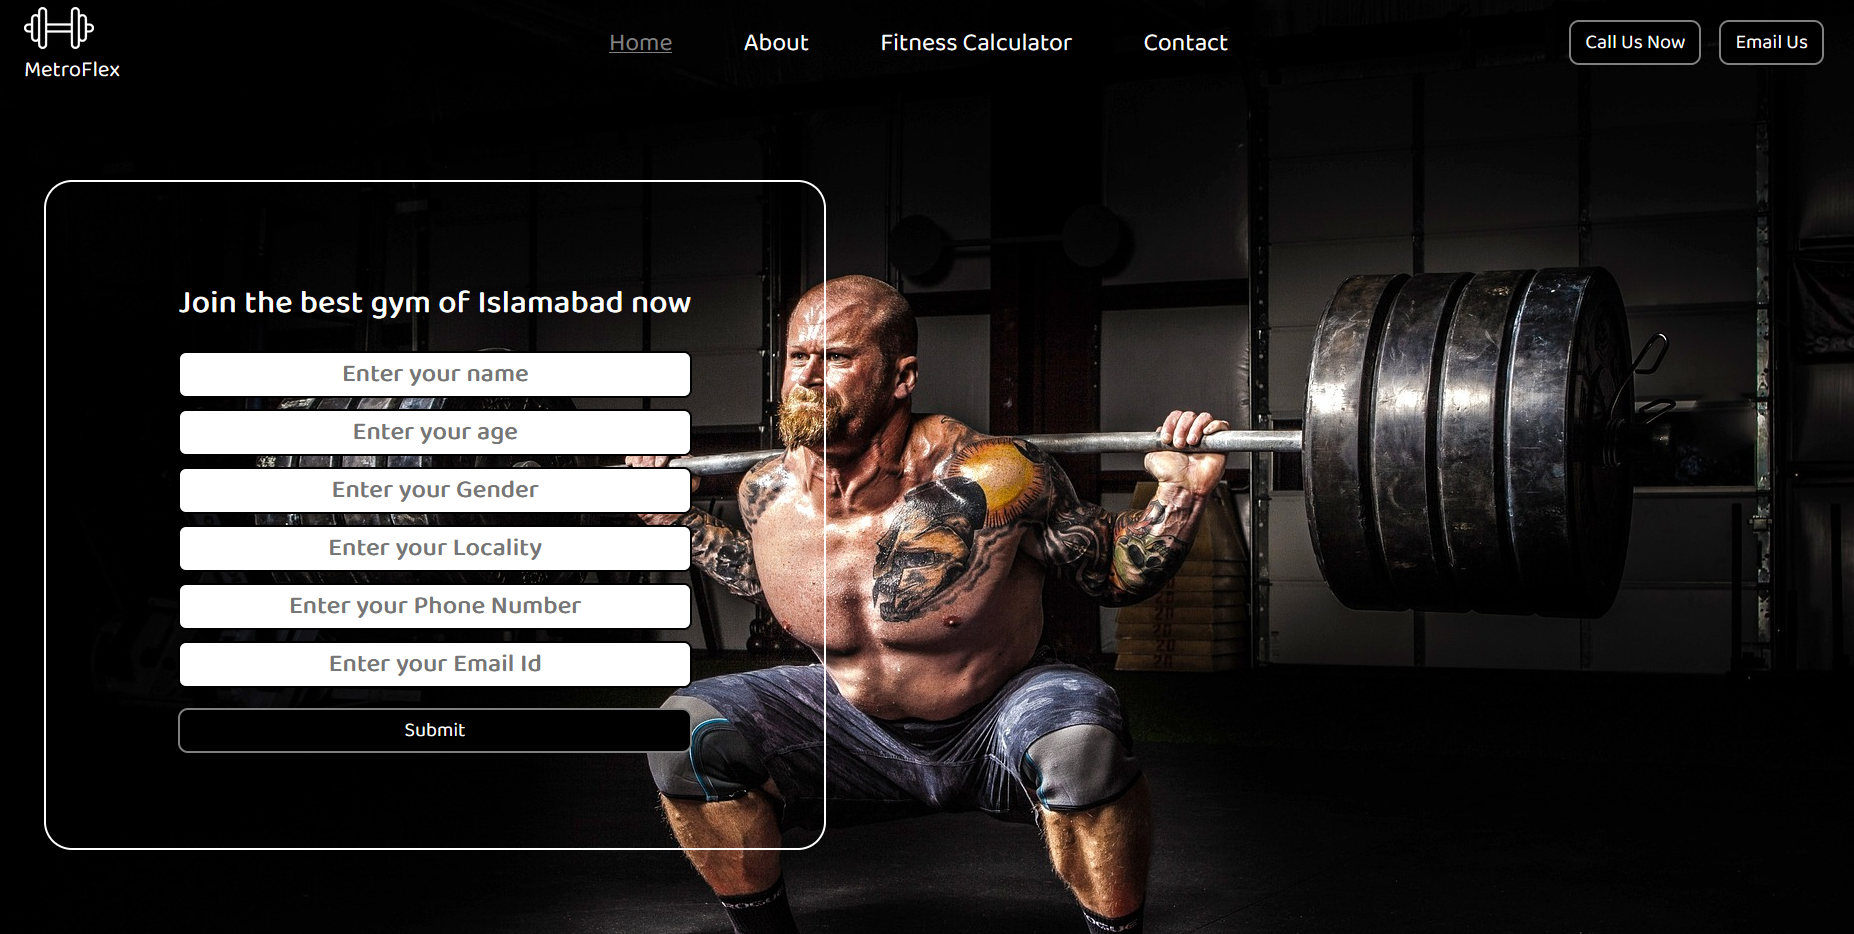 MetroFlex
Home About Fitness Calculator Contact
Call Us Now Email Us
Join the best gym of Islamabad now
Enter your name
Enter your age
Enter your Gender
Enter your Locality
Enter your Phone Number
Enter your Email Id
Submit
ROGUE
ROGUE